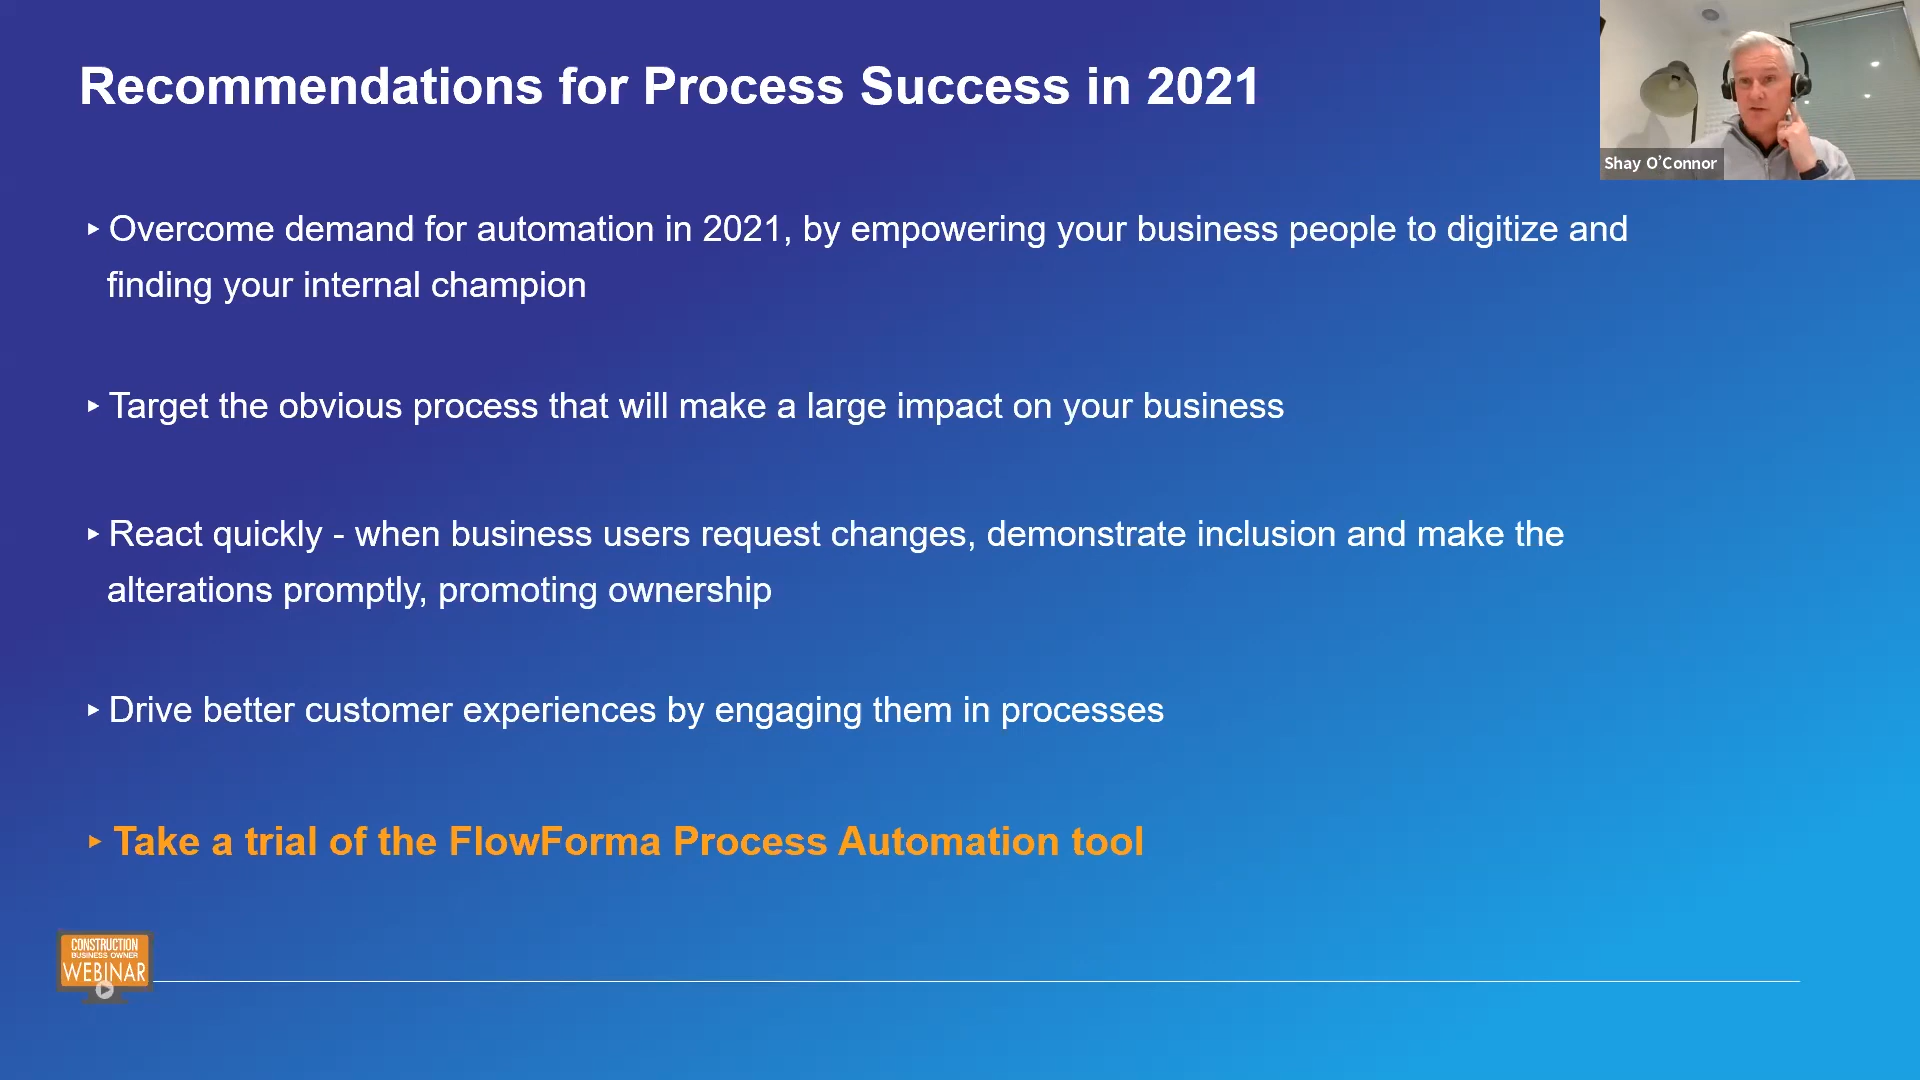 Recommendations for Process Success in 2021
Shay O’Connor
▸ Overcome demand for automation in 2021, by empowering your business people to digitize and
finding your internal champion
▸ Target the obvious process that will make a large impact on your business
▸ React quickly - when business users request changes, demonstrate inclusion and make the
alterations promptly, promoting ownership
▸ Drive better customer experiences by engaging them in processes
▸ Take a trial of the FlowForma Process Automation tool
CONSTRUCTION
BUSINESS OWNER
WEBINAR